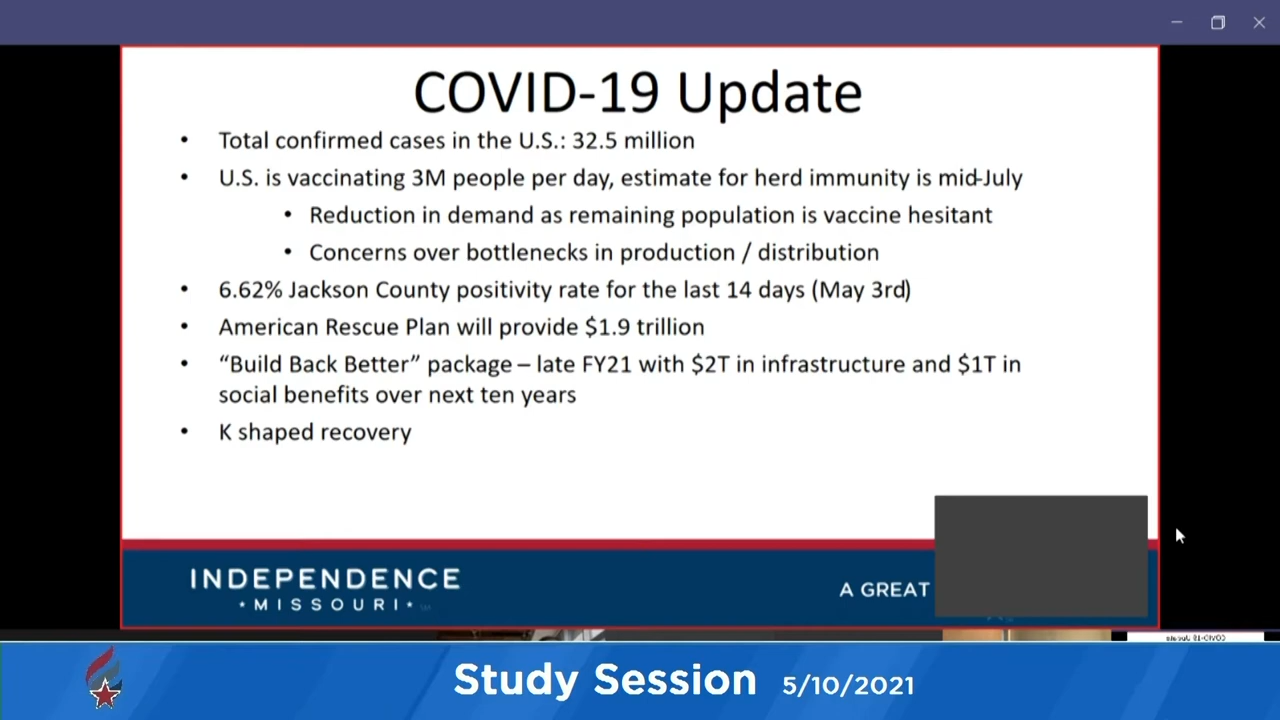 COVID-19 Update
• Total confirmed cases in the U.S.: 32.5 million
• U.S. is vaccinating 3M people per day, estimate for herd immunity is mid-July
• Reduction in demand as remaining population is vaccine hesitant
• Concerns over bottlenecks in production / distribution
• 6.62% Jackson County positivity rate for the last 14 days (May 3rd)
• American Rescue Plan will provide $1.9 trillion
• “Build Back Better” package – late FY21 with $2T in infrastructure and $1T in
social benefits over next ten years
• K shaped recovery
INDEPENDENCE
• MISSOURI •
A GREAT
Study Session 5/10/2021